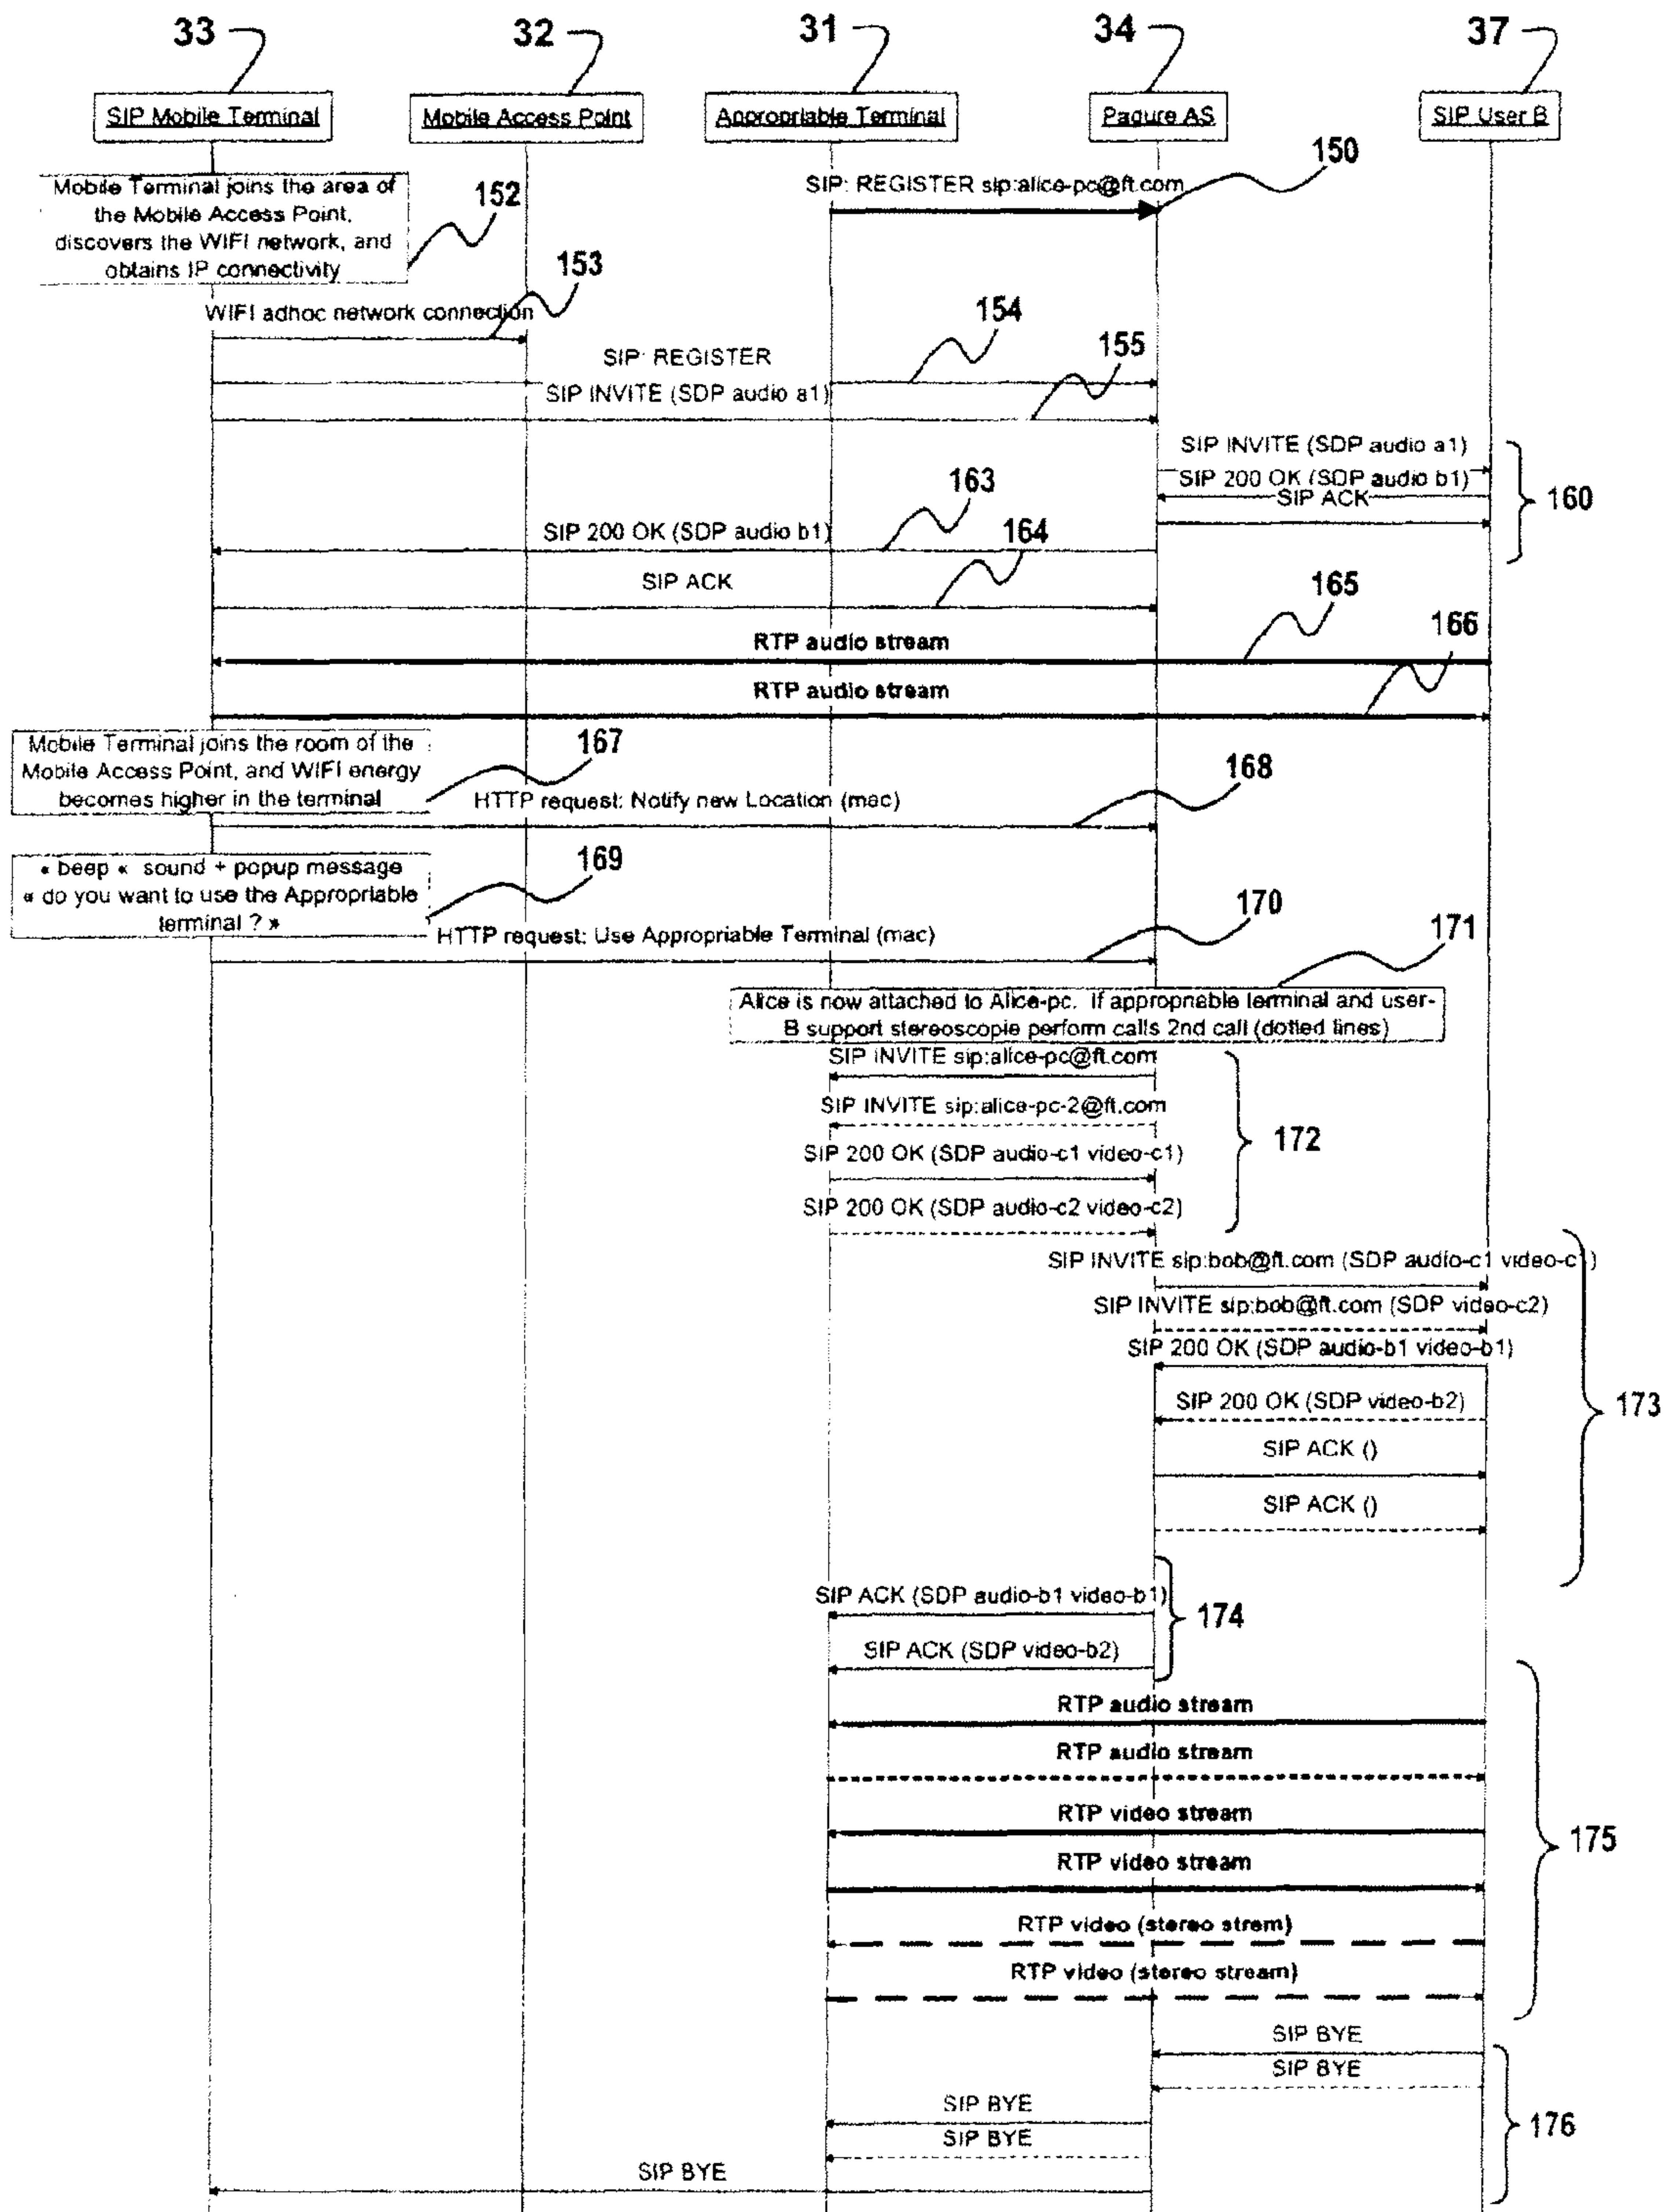 33
32
31
34
37
SIP Mobile Terminal
Mobile Access Point
Appropriable Terminal
Pagure AS
SIP User B
150
Mobile Terminal joins the area of
the Mobile Access Point,
discovers the WIFI network, and
obtains IP connectivity
152
SIP: REGISTER sip:alice-pc@ft.com
153
WIFI adhoc network connection
154
155
SIP: REGISTER
SIP INVITE (SDP audio a1)
SIP INVITE (SDP audio a1)
SIP 200 OK (SDP audio b1)
SIP ACK
160
163
SIP 200 OK (SDP audio b1)
164
SIP ACK
165
RTP audio stream
166
RTP audio stream
Mobile Terminal joins the room of the
Mobile Access Point, and WIFI energy
becomes higher in the terminal
167
168
HTTP request: Notify new Location (mac)
« beep « sound + popup message
« do you want to use the Appropriable
terminal ? »
169
170
HTTP request: Use Appropriable Terminal (mac)
171
Alice is now attached to Alice-pc. If appropriable terminal and user-
B support stereoscopie perform calls 2nd call (dotted lines)
SIP INVITE sip:alice-pc@ft.com
SIP INVITE sip:alice-pc-2@ft.com
172
SIP 200 OK (SDP audio-c1 video-c1)
SIP 200 OK (SDP audio-c2 video-c2)
SIP INVITE sip:bob@ft.com (SDP audio-c1 video-c1)
SIP INVITE sip:bob@ft.com (SDP video-c2)
SIP 200 OK (SDP audio-b1 video-b1)
SIP 200 OK (SDP video-b2)
173
SIP ACK ()
SIP ACK ()
SIP ACK (SDP audio-b1 video-b1)
174
SIP ACK (SDP video-b2)
RTP audio stream
RTP audio stream
RTP video stream
175
RTP video stream
RTP video (stereo strem)
RTP video (stereo stream)
SIP BYE
SIP BYE
SIP BYE
176
SIP BYE
SIP BYE